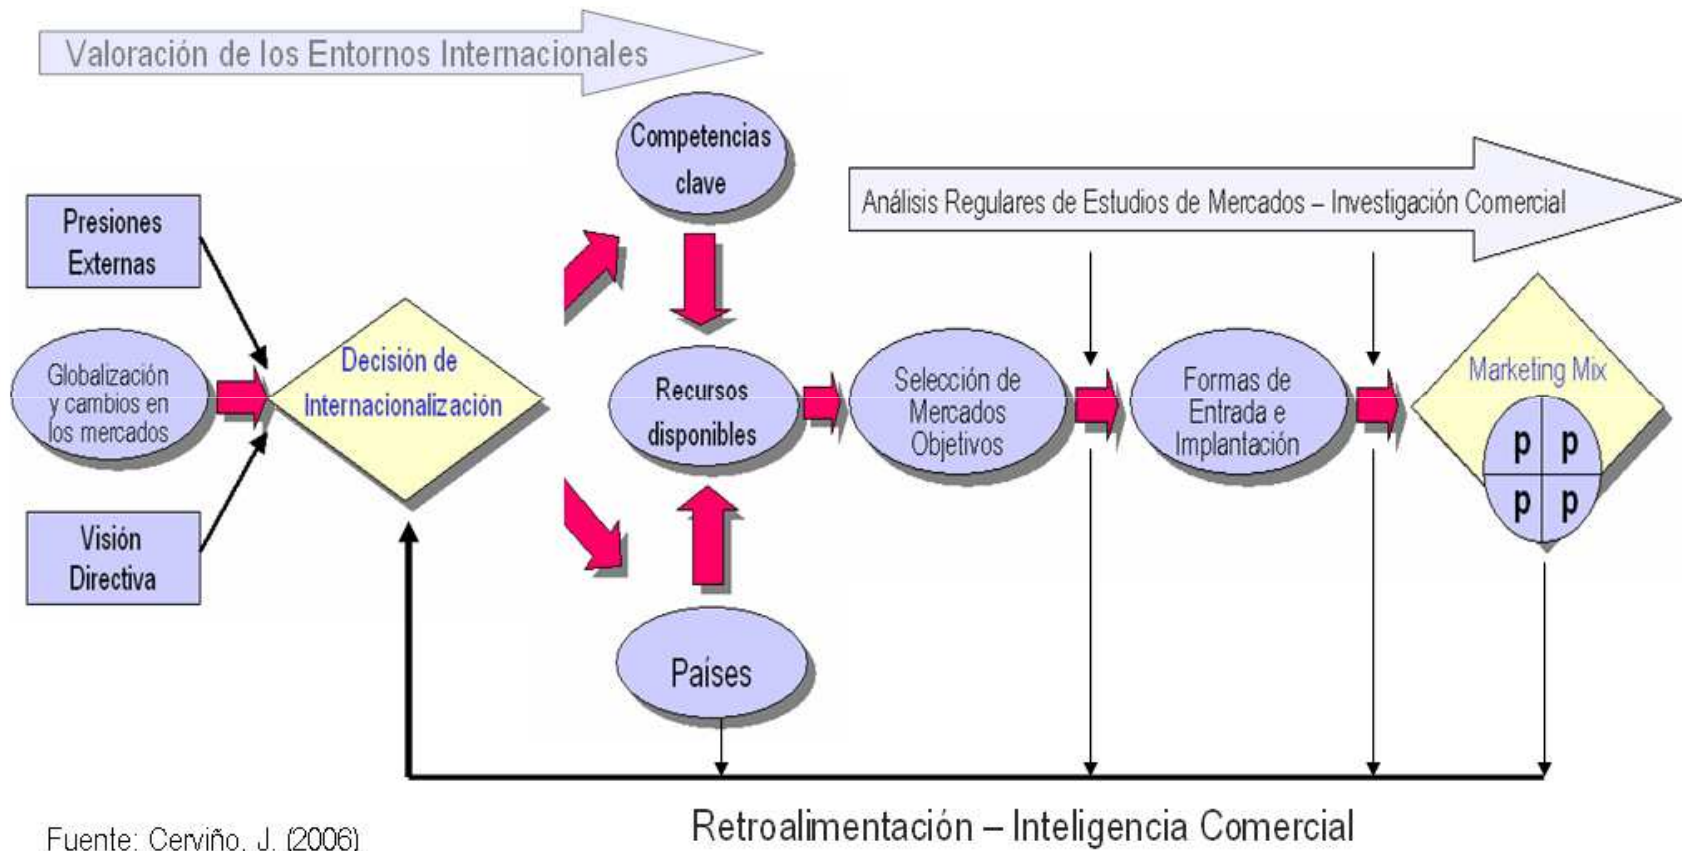 Valoración de los Entornos Internacionales
Competencias
clave
Análisis Regulares de Estudios de Mercados – Investigación Comercial
Presiones
Externas
Globalización
y cambios en
los mercados
Visión
Directiva
Decisión de
Internacionalización
Recursos
disponibles
Países
Selección de
Mercados
Objetivos
Formas de
Entrada e
Implantación
Marketing Mix
p p
p p
Retroalimentación – Inteligencia Comercial
Fuente: Cerviño, J. (2006)